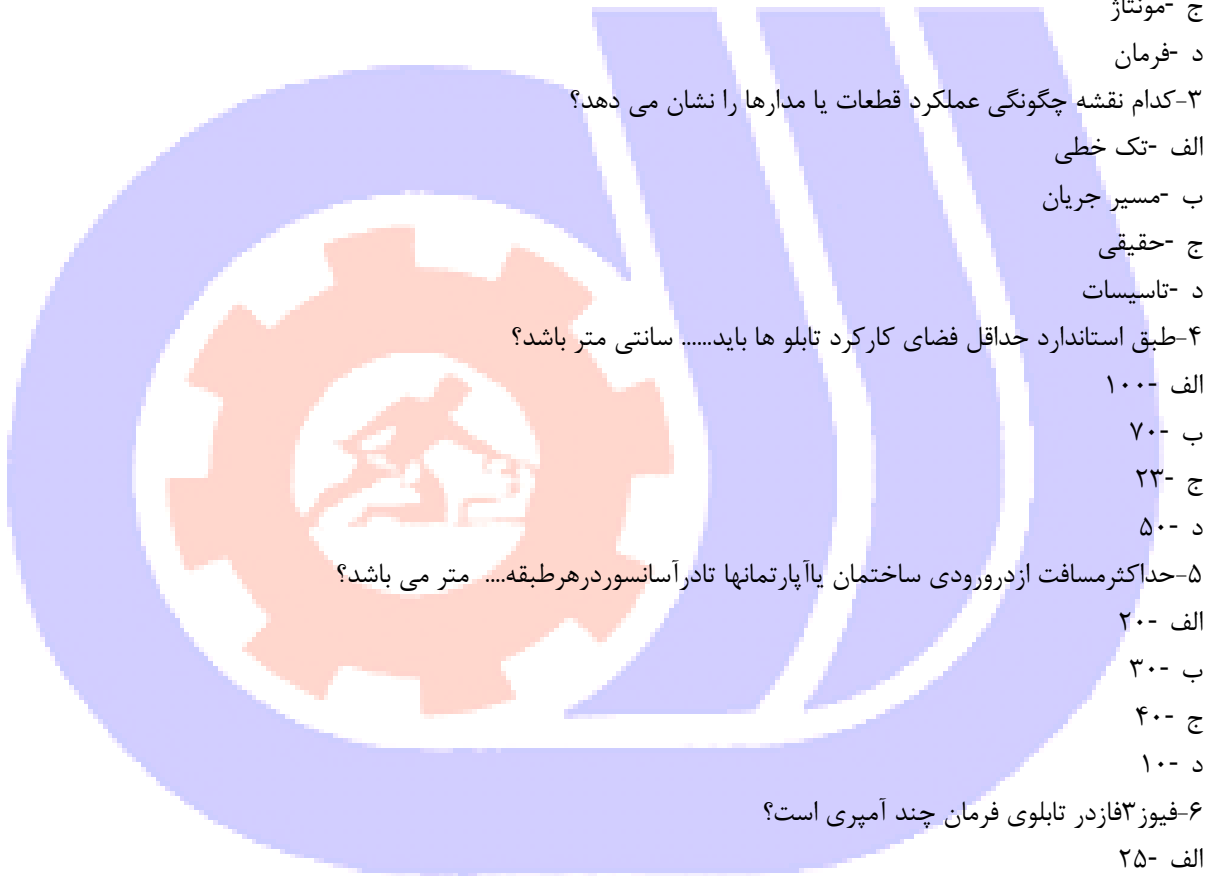 ج -مونتاژ
د -فرمان
۳-کدام نقشه چگونگی عملکرد قطعات یا مدارها را نشان می دهد؟
الف -تک خطی
ب -مسیر جریان
ج -حقیقی
د -تاسیسات
۴-طبق استاندارد حداقل فضای کارکرد تابلو ها باید...... سانتی متر باشد؟
الف -۱۰۰
ب -۷۰
ج -۲۳
د -۵۰
۵-حداکثرمسافت ازدرورودی ساختمان یاآپارتمانها تادرآسانسوردرهرطبقه.... متر می باشد؟
الف -۲۰
ب -۳۰
ج -۴۰
د -۱۰
۶-فیوز۳فازدر تابلوی فرمان چند آمپری است؟
الف -۲۵